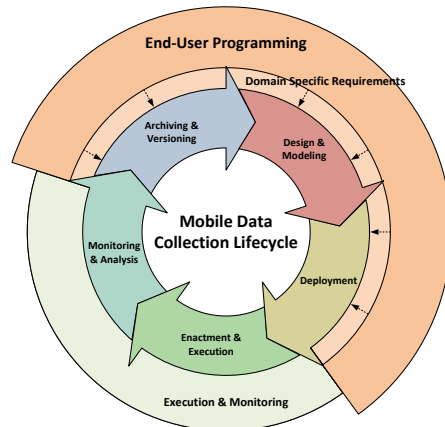 End-User Programming
Domain Specific Requirements
Archiving &
Versioning
Design &
Modeling
Mobile Data
Collection Lifecycle
Monitoring
& Analysis
Deployment
Enactment &
Execution
Execution & Monitoring